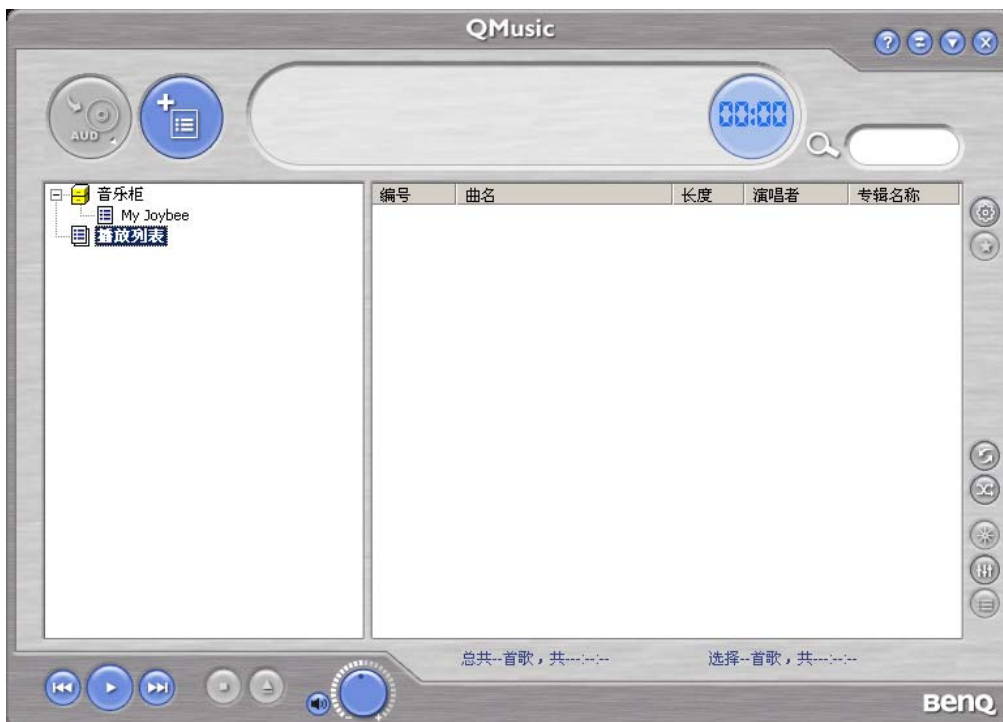 QMusic
AUD
00:00
音乐柜
My Joybee
播放列表
编号 曲名 长度 演唱者 专辑名称
总共--首歌，共---:--:-- 选择--首歌，共---:--:--
BenQ